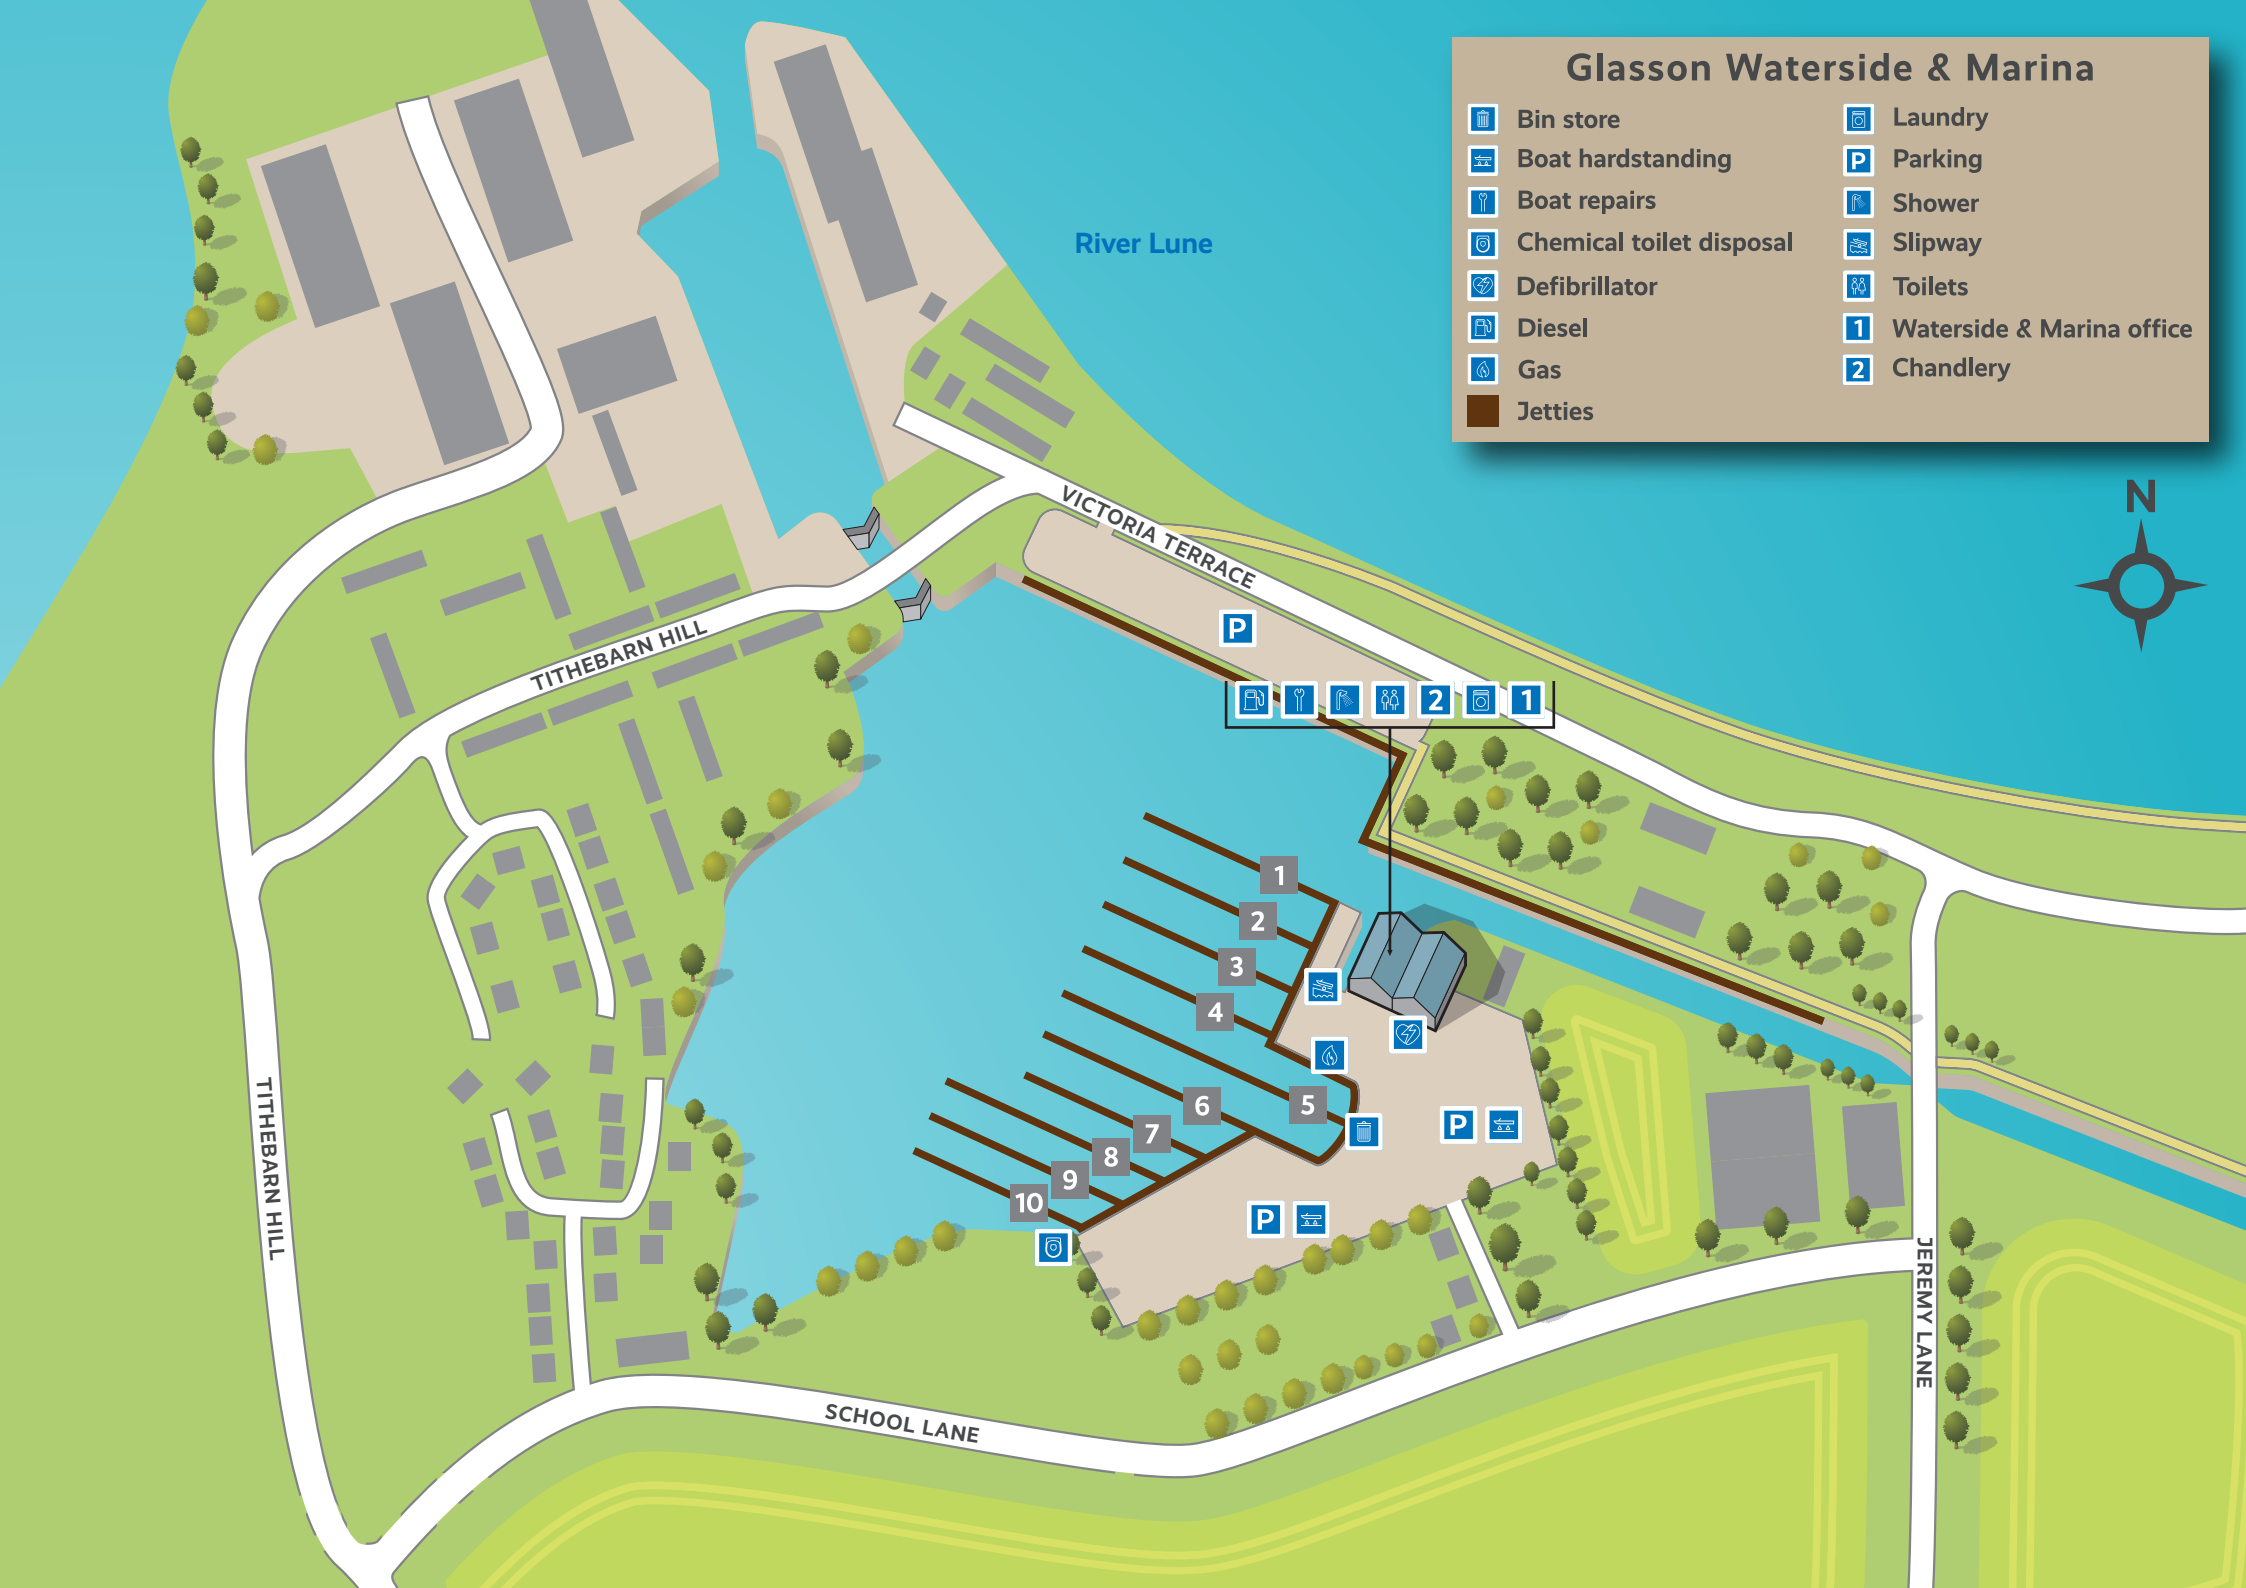 Glasson Waterside & Marina
Bin store
Boat hardstanding
Boat repairs
Chemical toilet disposal
Defibrillator
Diesel
Gas
Jetties
Laundry
P Parking
Shower
Slipway
Toilets
1 Waterside & Marina office
2 Chandlery
River Lune
N
VICTORIA TERRACE
P
TITHEBARN HILL
2
1
1
2
3
4
5
6
7
8
9
10
P
P
TITHEBARN HILL
JEREMY LANE
SCHOOL LANE